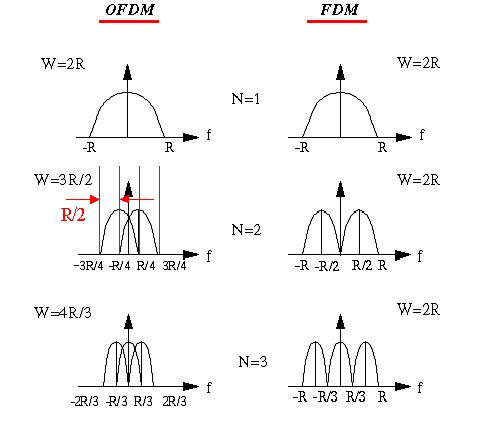 OFDM FDM
W=2R W=2R
N=1
-R R f -R R f
W=3R/2 W=2R
R/2
N=2
-3R/4 -R/4 R/4 3R/4 f -R -R/2 R/2 R f
W=4R/3 W=2R
N=3
-2R/3 -R/3 R/3 2R/3 f -R -R/3 R/3 R f